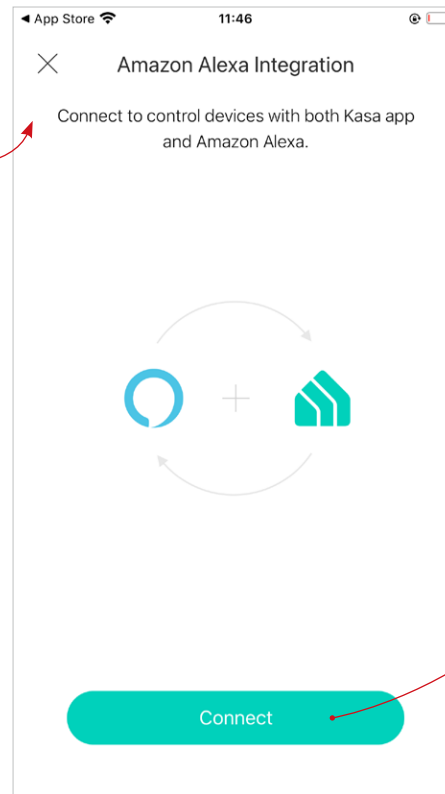 App Store 11:46
Amazon Alexa Integration
Connect to control devices with both Kasa app
and Amazon Alexa.
Connect